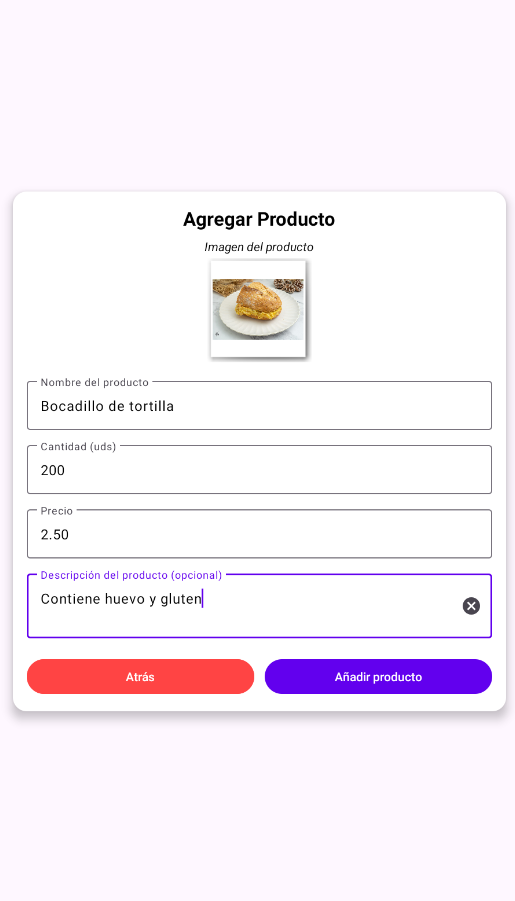 Agregar Producto
Imagen del producto
Nombre del producto
Bocadillo de tortilla
Cantidad (uds)
200
Precio
2.50
Descripción del producto (opcional)
Contiene huevo y gluten
Atrás
Añadir producto